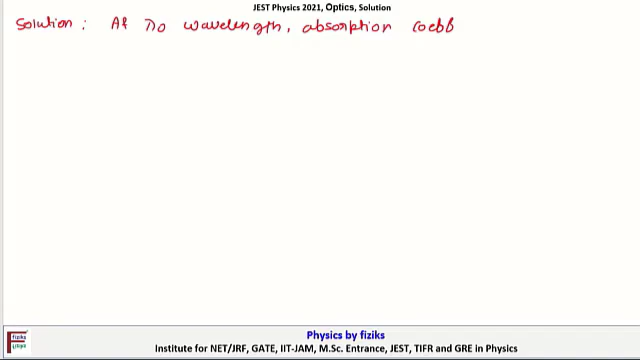 JEST Physics 2021, Optics, Solution
Solution : At λ0 wavelength, absorption coeff
fiziks
Physics by fiziks
Institute for NET/JRF, GATE, IIT-JAM, M.Sc. Entrance, JEST, TIFR and GRE in Physics